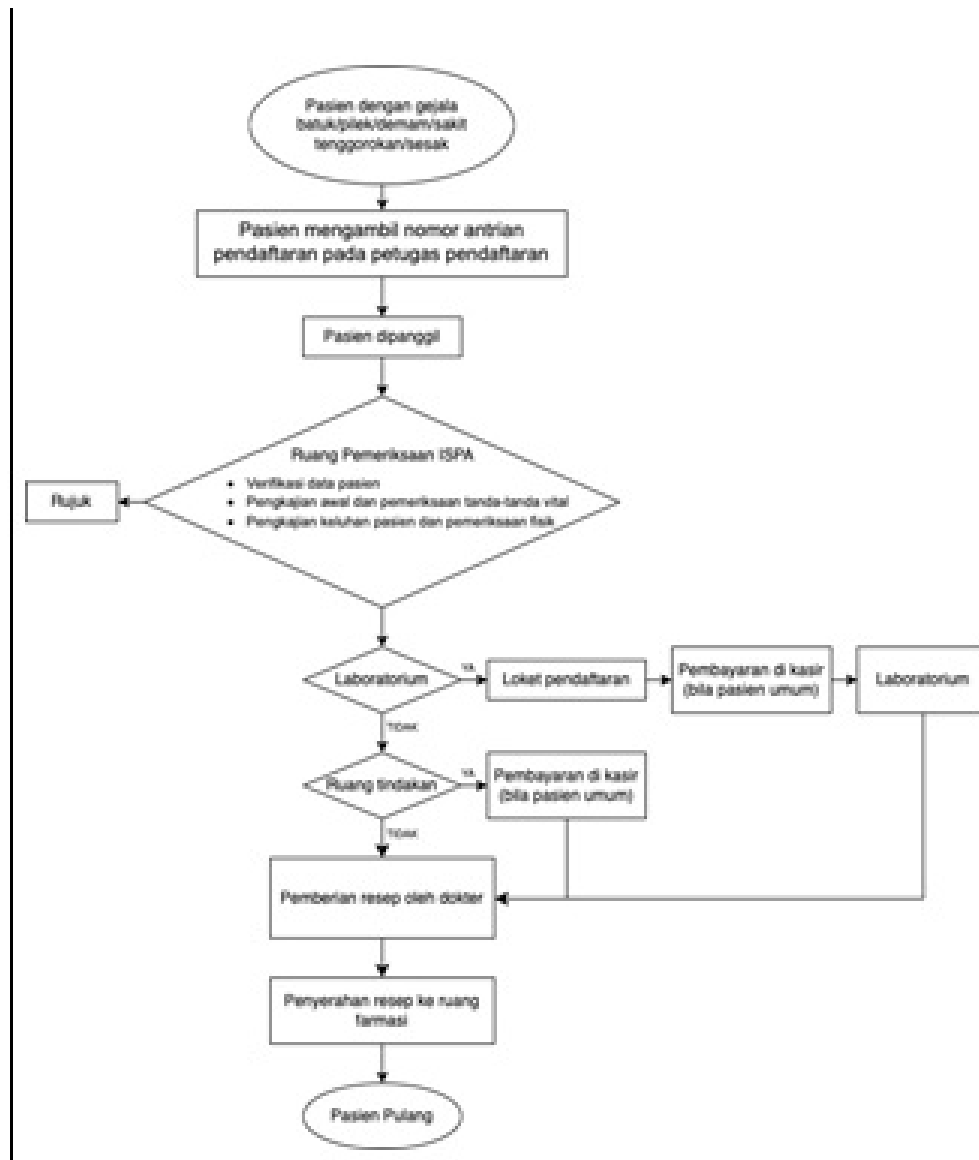 Pasien dengan gejala
batuk/pilek/demam/sakit
tenggorokan/sesak
Pasien mengambil nomor antrian
pendaftaran pada petugas pendaftaran
Pasien dipanggil
Ruang Pemeriksaan ISPA
• Verifikasi data pasien
• Pengkajian awal dan pemeriksaan tanda-tanda vital
• Pengkajian keluhan pasien dan pemeriksaan fisik
Rujuk
Laboratorium
YA
Loket pendaftaran
Pembayaran di kasir
(bila pasien umum)
Laboratorium
TIDAK
Ruang tindakan
YA
Pembayaran di kasir
(bila pasien umum)
TIDAK
Pemberian resep oleh dokter
Penyerahan resep ke ruang
farmasi
Pasien Pulang